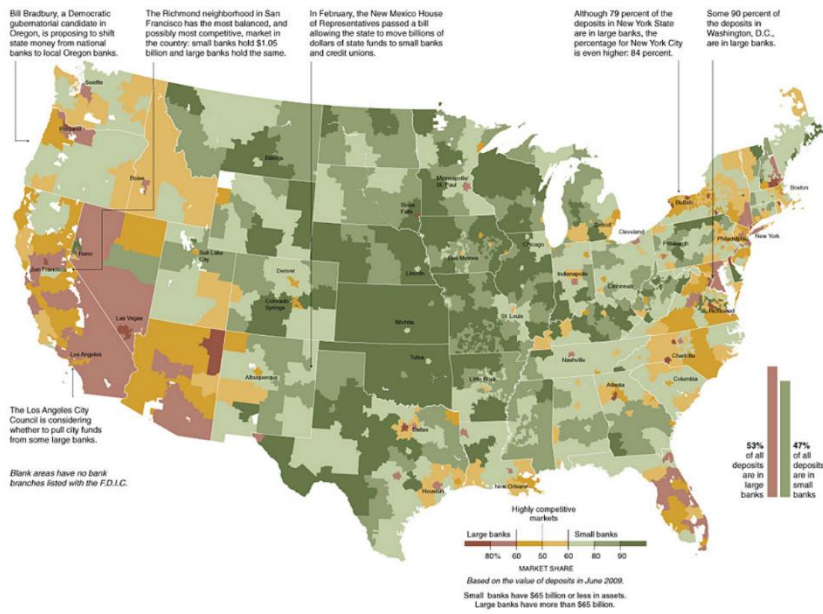 Bill Bradbury, a Democratic
gubernatorial candidate in
Oregon, is proposing to shift
state money from national
banks to local Oregon banks.
The Richmond neighborhood in San
Francisco has the most balanced, and
possibly most competitive, market in
the country: small banks hold $1.05
billion and large banks hold the same.
In February, the New Mexico House
of Representatives passed a bill
allowing the state to move billions of
dollars of state funds to small banks
and credit unions.
Although 79 percent of the
deposits in New York State
are in large banks, the
percentage for New York City
is even higher: 84 percent.
Some 90 percent of
the deposits in
Washington, D.C.,
are in large banks.
Seattle
Portland
Boise
Billings
Minneapolis/
St. Paul
Sioux
Falls
Buffalo
Boston
Detroit
Cleveland
New York
Philadelphia
Pittsburgh
Chicago
Des Moines
Reno
Salt Lake
City
San Francisco
Lincoln
Denver
Indianapolis
Cincinnati
Colorado
Springs
Richmond
St. Louis
Las Vegas
Wichita
Los Angeles
Tulsa
Nashville
Charlotte
Albuquerque
Little Rock
Columbia
Atlanta
Dallas
Houston
New Orleans
The Los Angeles City
Council is considering
whether to pull city funds
from some large banks.
Blank areas have no bank
branches listed with the F.D.I.C.
53%
of all
deposits
are in
large
banks
47%
of all
deposits
are in
small
banks
Highly competitive
markets
Large banks
Small banks
80% 60 50 60 80 90
MARKET SHARE
Based on the value of deposits in June 2009.
Small banks have $65 billion or less in assets.
Large banks have more than $65 billion.